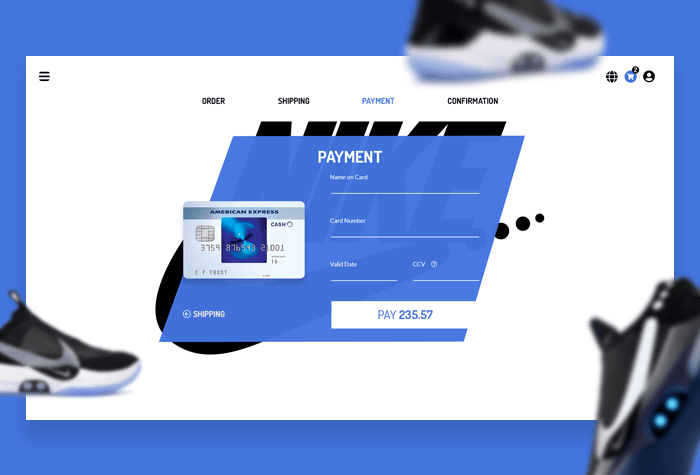 2
ORDER SHIPPING PAYMENT CONFIRMATION
NIKE
PAYMENT
Name on Card
AMERICAN EXPRESS
Card Number
CASH
3759 876543 21001
Valid Date CCV
16
C F FROST
SHIPPING
PAY 235.57